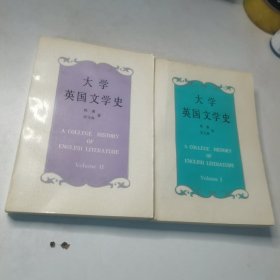 大学
英国文学史
A COLLEGE HISTORY
OF
ENGLISH LITERATURE
Volume II
大学
英国文学史
A COLLEGE HISTORY
OF
ENGLISH LITERATURE
Volume I